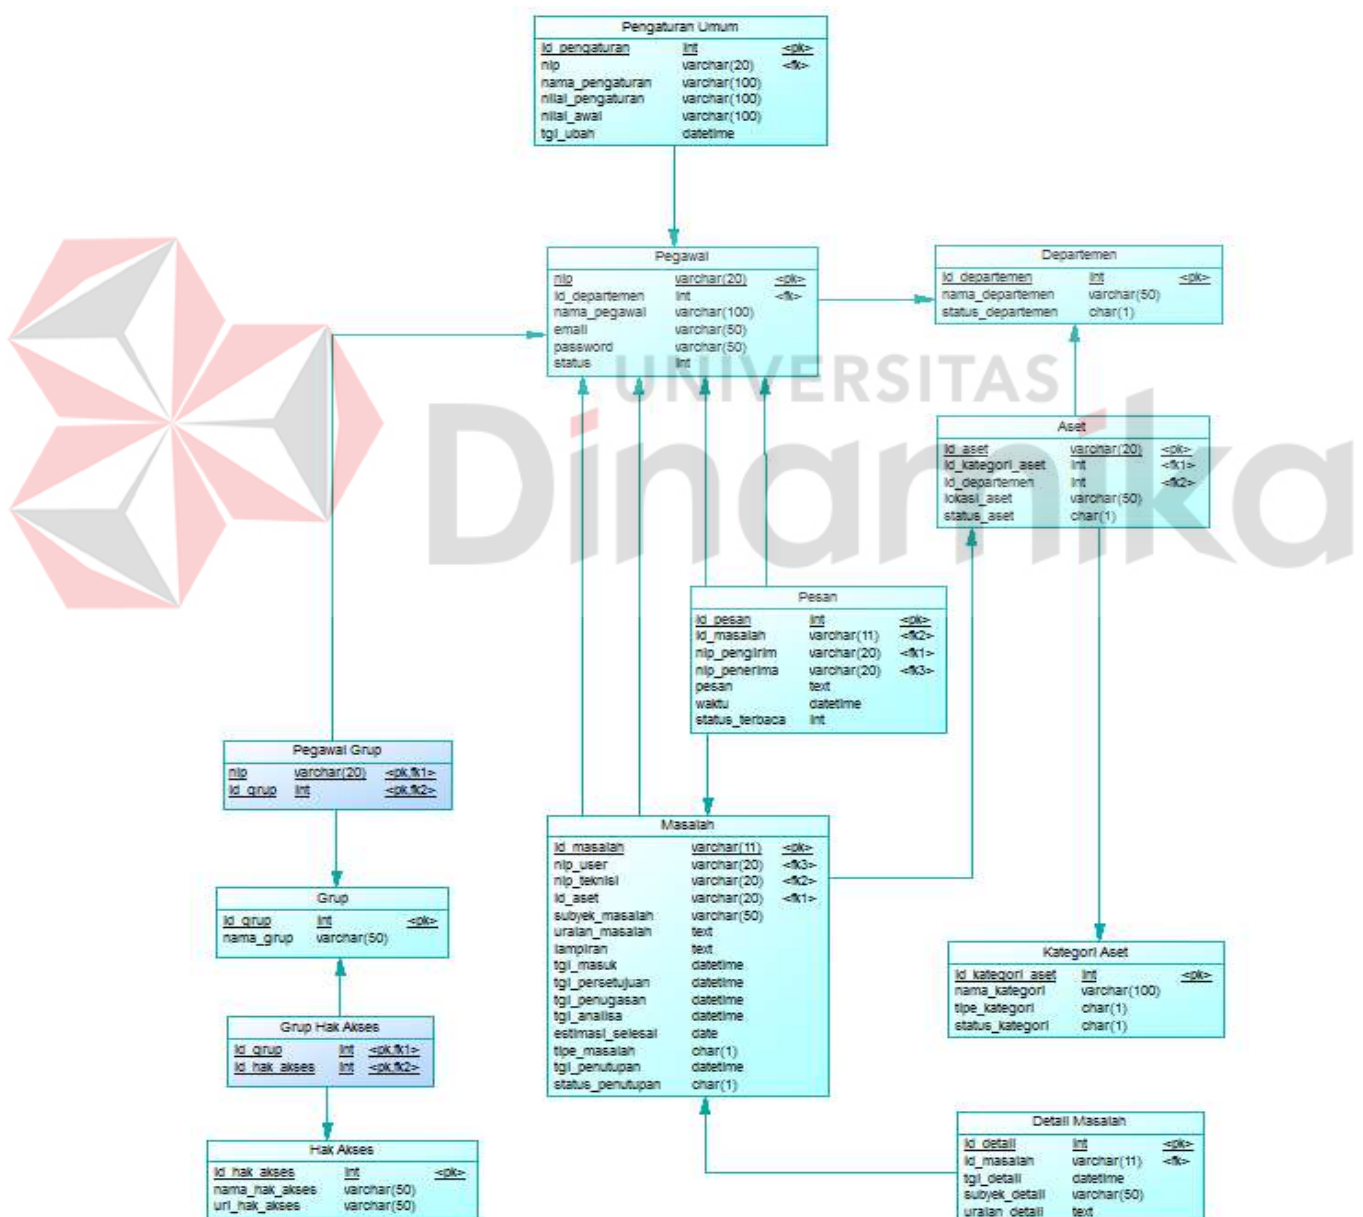 Pengaturan Umum
id_pengaturan int <pk>
nip varchar(20) <fk>
nama_pengaturan varchar(100)
nilai_pengaturan varchar(100)
nilai_awal varchar(100)
tgl_ubah datetime
Pegawai
nip varchar(20) <pk>
id_departemen int <fk>
nama_pegawai varchar(100)
email varchar(50)
password varchar(50)
status int
Departemen
id_departemen int <pk>
nama_departemen varchar(50)
status_departemen char(1)
UNIVERSITAS
Dinamika
Aset
id_aset varchar(20) <pk>
id_kategori_aset int <fk1>
id_departemen int <fk2>
lokasi_aset varchar(50)
status_aset char(1)
Pesan
id_pesan int <pk>
id_masalah varchar(11) <fk2>
nip_pengirim varchar(20) <fk1>
nip_penerima varchar(20) <fk3>
pesan text
waktu datetime
status_terbaca int
Pegawai Grup
nip varchar(20) <pk,fk1>
id_grup int <pk,fk2>
Masalah
id_masalah varchar(11) <pk>
nip_user varchar(20) <fk3>
nip_teknisi varchar(20) <fk2>
id_aset varchar(20) <fk1>
subyek_masalah varchar(50)
uraian_masalah text
lampiran text
tgl_masuk datetime
tgl_persetujuan datetime
tgl_penugasan datetime
tgl_analisa datetime
estimasi_selesai date
tipe_masalah char(1)
tgl_penutupan datetime
status_penutupan char(1)
Grup
id_grup int <pk>
nama_grup varchar(50)
Kategori Aset
id_kategori_aset int <pk>
nama_kategori varchar(100)
tipe_kategori char(1)
status_kategori char(1)
Grup Hak Akses
id_grup int <pk,fk1>
id_hak_akses int <pk,fk2>
Hak Akses
id_hak_akses int <pk>
nama_hak_akses varchar(50)
url_hak_akses varchar(50)
Detail Masalah
id_detail int <pk>
id_masalah varchar(11) <fk>
tgl_detail datetime
subyek_detail varchar(50)
uraian_detail text